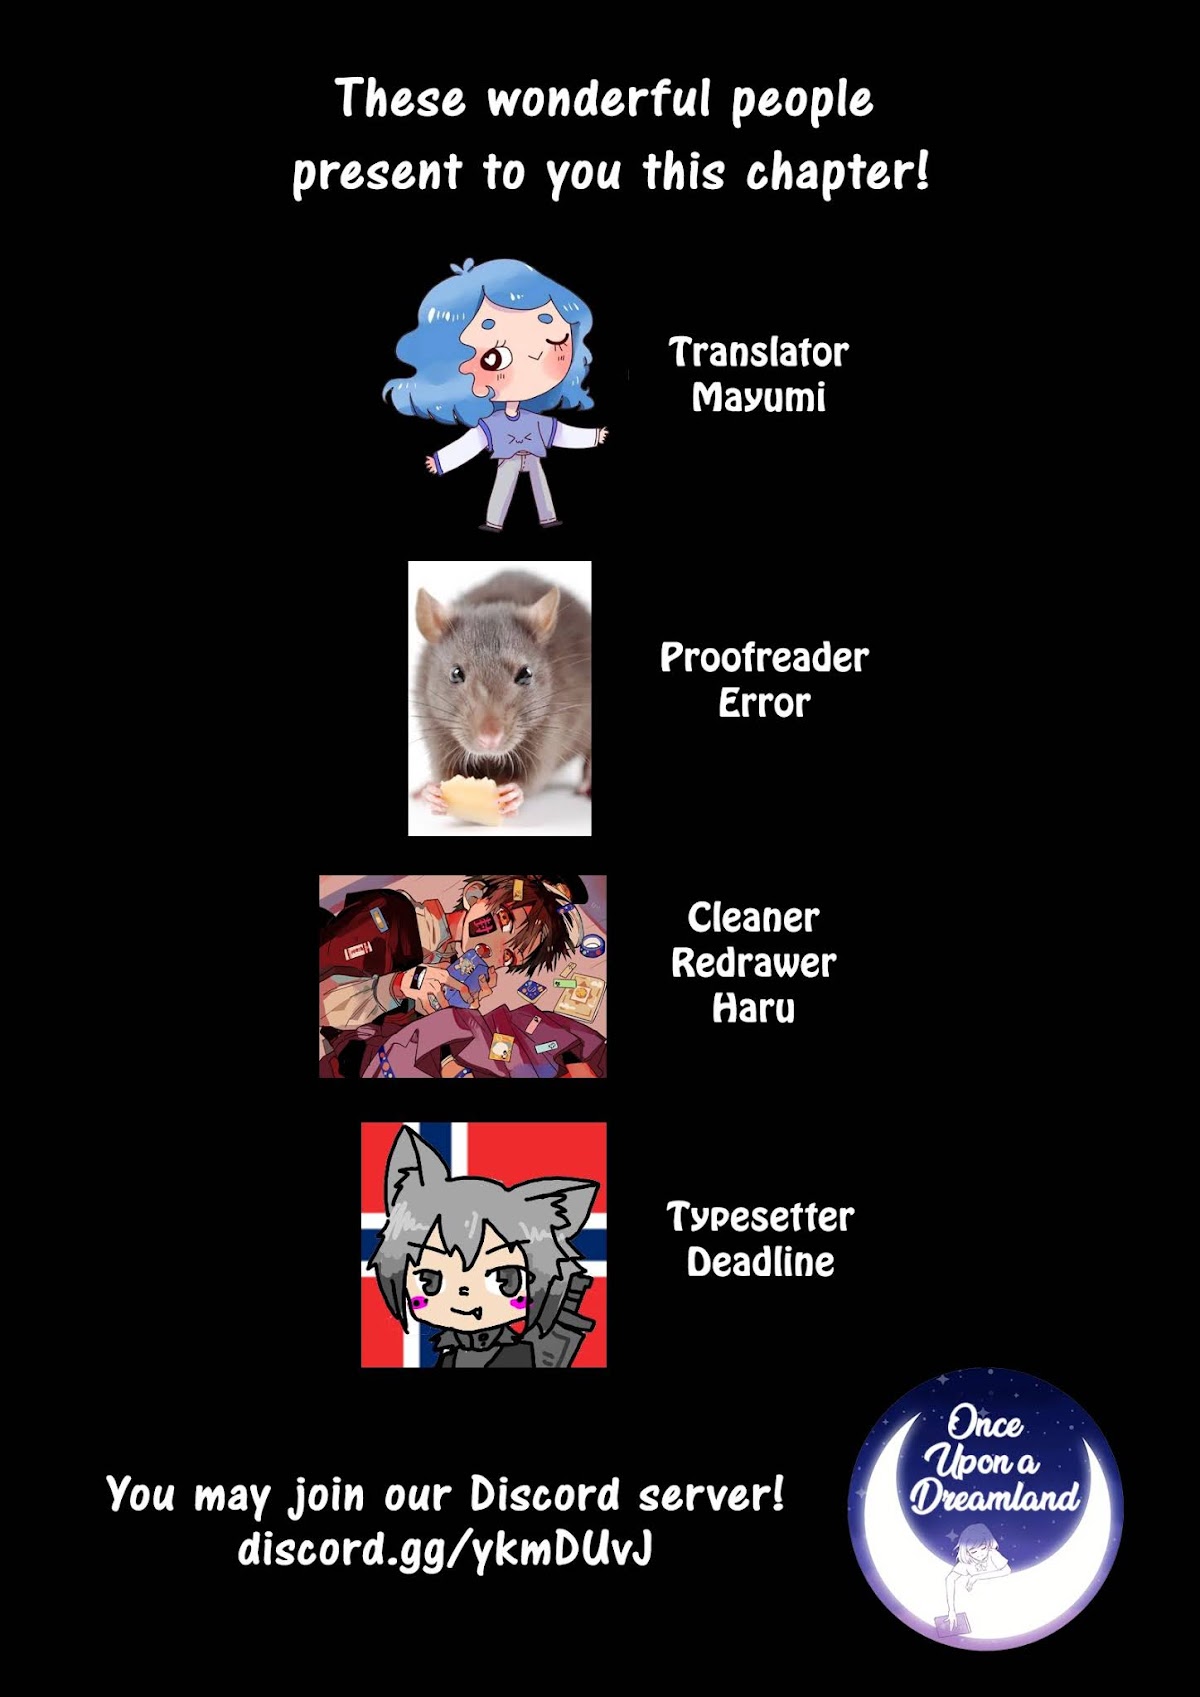 These wonderful people
present to you this chapter!
Translator
Mayumi
Proofreader
Error
Cleaner
Redrawer
Haru
Typesetter
Deadline
Once
Upon a
Dreamland
You may join our Discord server!
discord.gg/ykmDUvJ